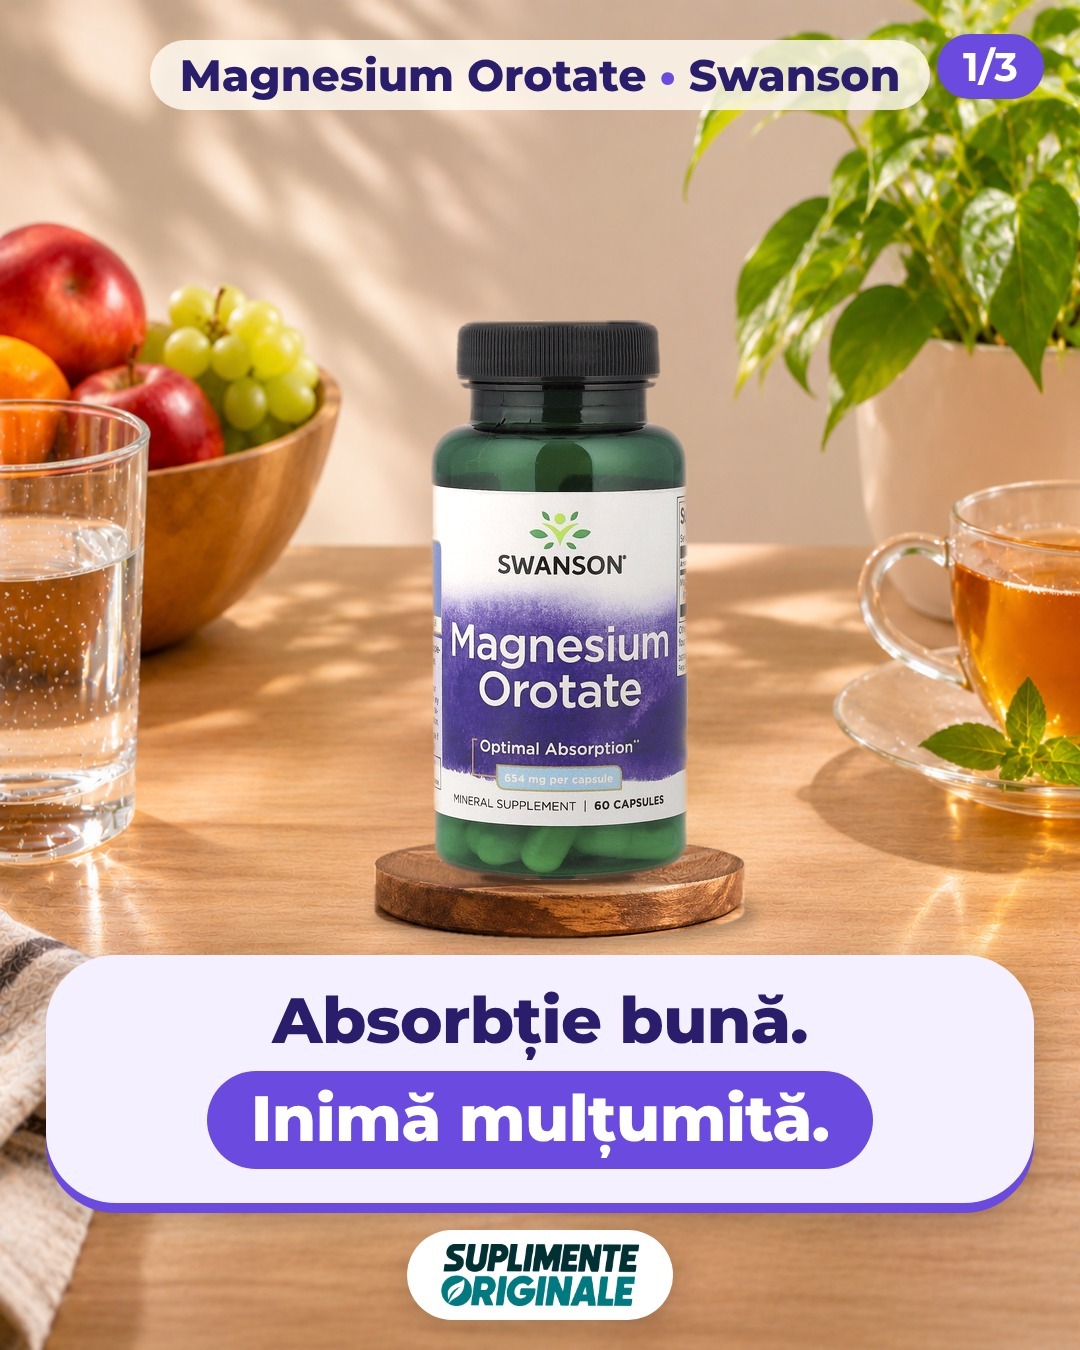 Magnesium Orotate • Swanson
1/3
SWANSON
Magnesium
Orotate
Optimal Absorption
654 mg per capsule
MINERAL SUPPLEMENT | 60 CAPSULES
Absorbție bună.
Inimă mulțumită.
SUPLIMENTE
ORIGINALE